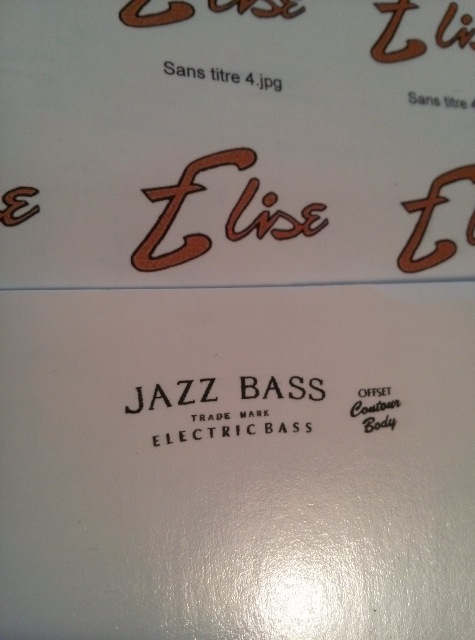 Elise
Elise
Sans titre 4.jpg
Sans titre 4
Elise
JAZZ BASS
TRADE MARK
ELECTRIC BASS
OFFSET
Contour
Body